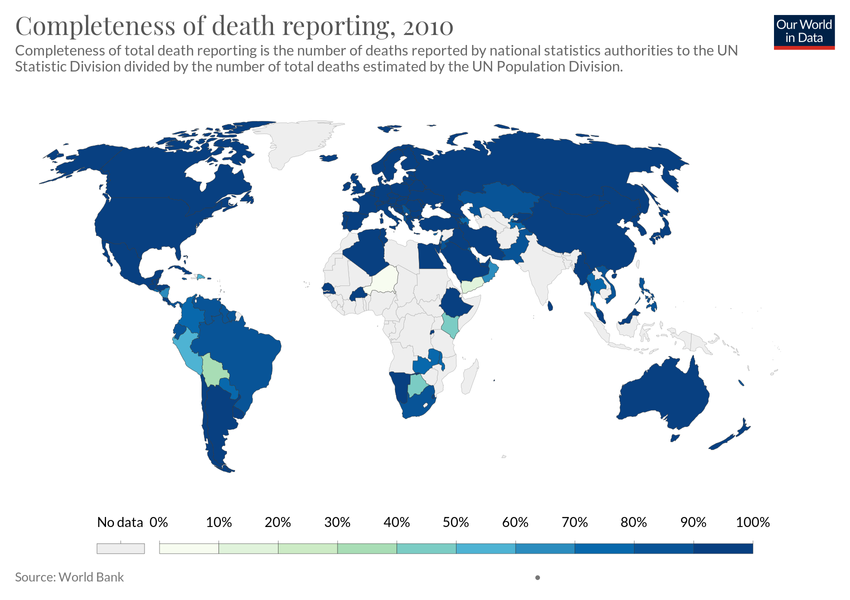 Completeness of death reporting, 2010
Our World
in Data
Completeness of total death reporting is the number of deaths reported by national statistics authorities to the UN
Statistic Division divided by the number of total deaths estimated by the UN Population Division.
No data 0% 10% 20% 30% 40% 50% 60% 70% 80% 90% 100%
Source: World Bank